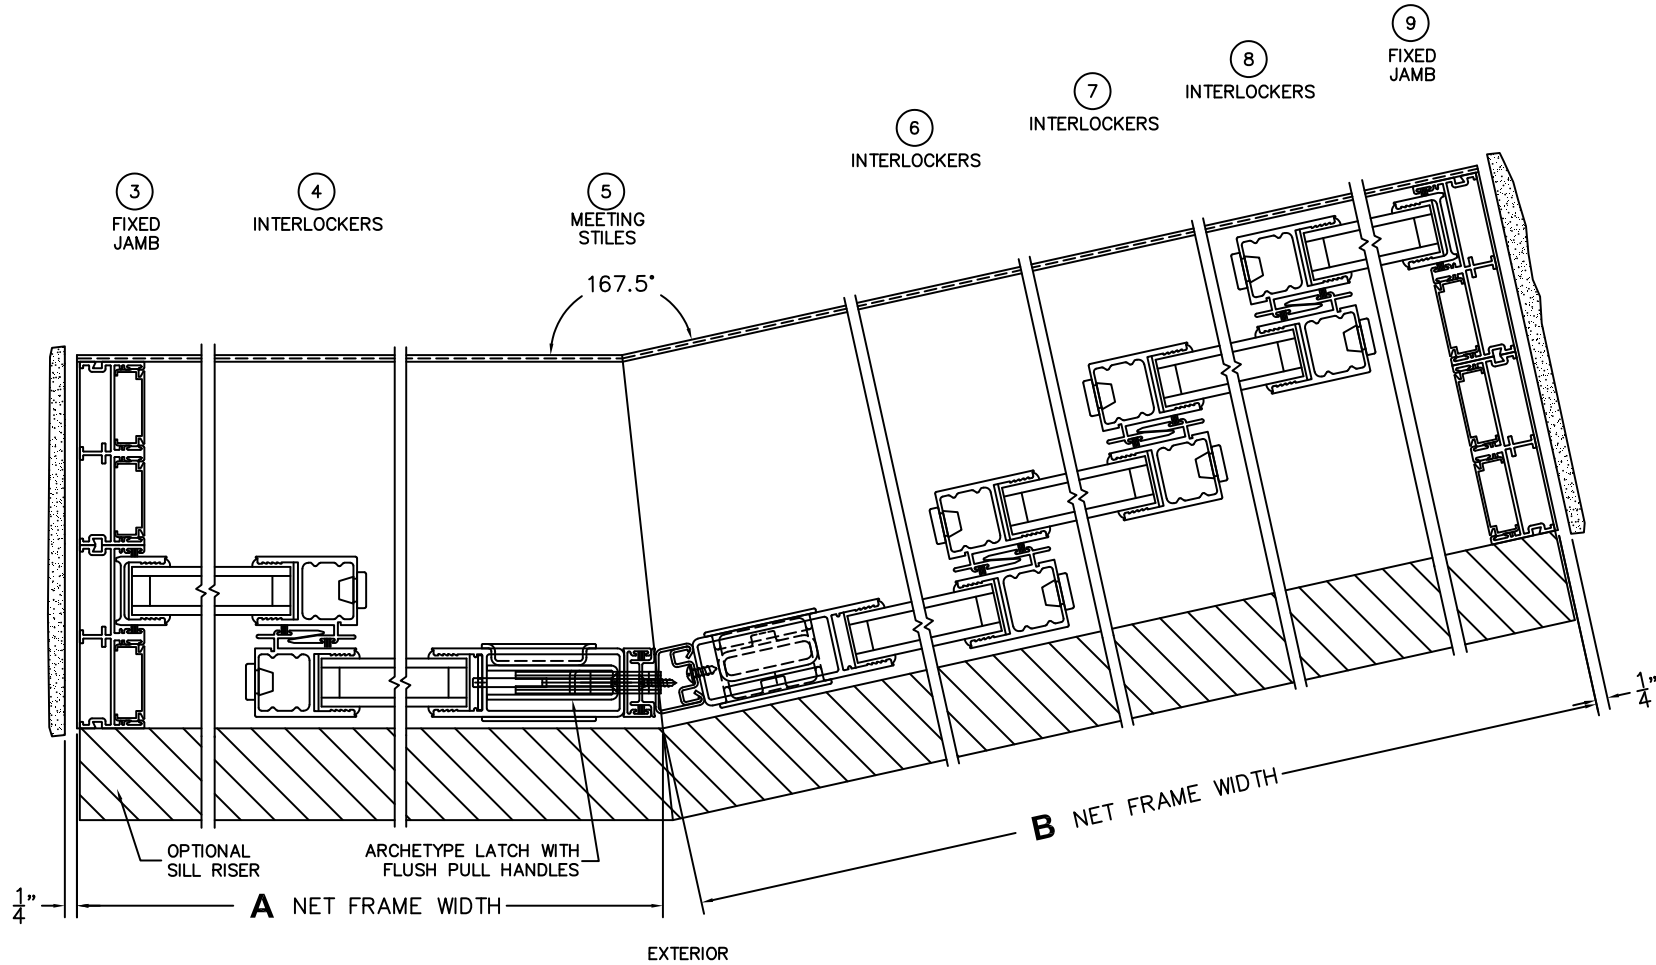 9
FIXED
JAMB
8
INTERLOCKERS
7
INTERLOCKERS
6
INTERLOCKERS
3
FIXED
JAMB
4
INTERLOCKERS
5
MEETING
STILES
167.5°
1/4"
B NET FRAME WIDTH
OPTIONAL
SILL RISER
ARCHETYPE LATCH WITH
FLUSH PULL HANDLES
1/4"
A NET FRAME WIDTH
EXTERIOR